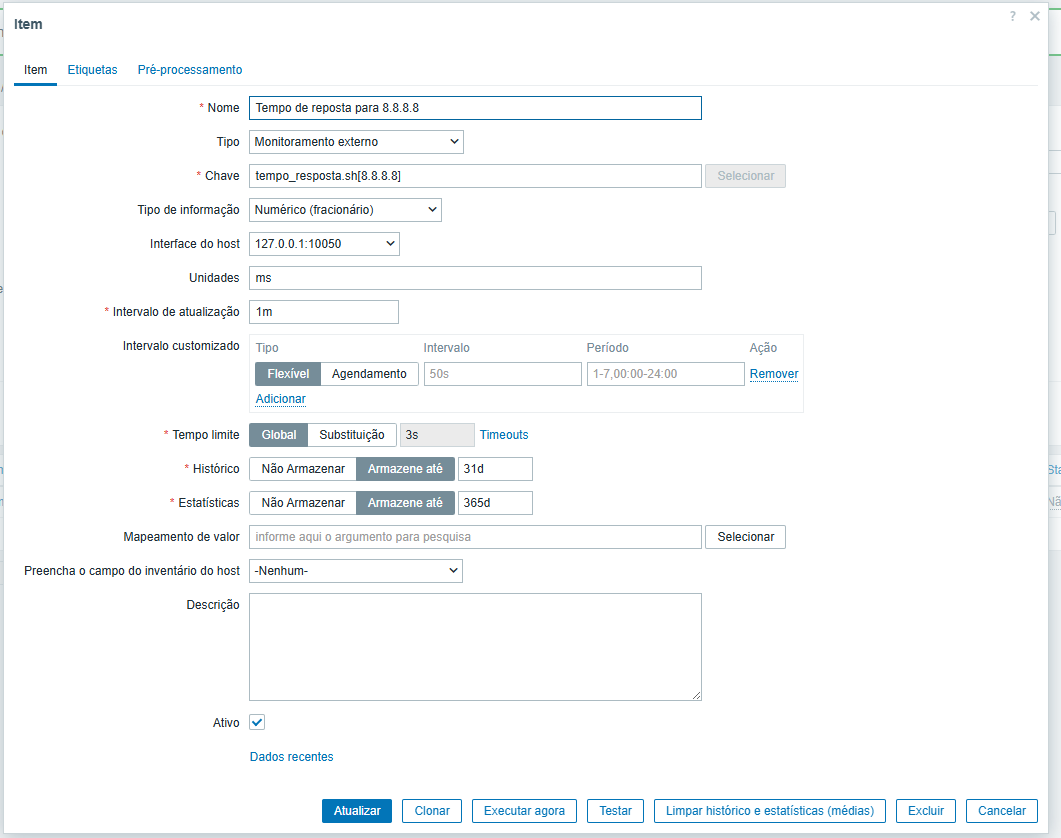 Item
?
Item Etiquetas Pré-processamento
* Nome Tempo de reposta para 8.8.8.8
Tipo Monitoramento externo
* Chave tempo_resposta.sh[8.8.8.8] Selecionar
Tipo de informação Numérico (fracionário)
Interface do host 127.0.0.1:10050
Unidades ms
* Intervalo de atualização 1m
Intervalo customizado Tipo Intervalo Período Ação
Flexível Agendamento 50s 1-7,00:00-24:00 Remover
Adicionar
* Tempo limite Global Substituição 3s Timeouts
* Histórico Não Armazenar Armazene até 31d
* Estatísticas Não Armazenar Armazene até 365d
Mapeamento de valor informe aqui o argumento para pesquisa Selecionar
Preencha o campo do inventário do host -Nenhum-
Descrição
Ativo
Dados recentes
Atualizar Clonar Executar agora Testar Limpar histórico e estatísticas (médias) Excluir Cancelar